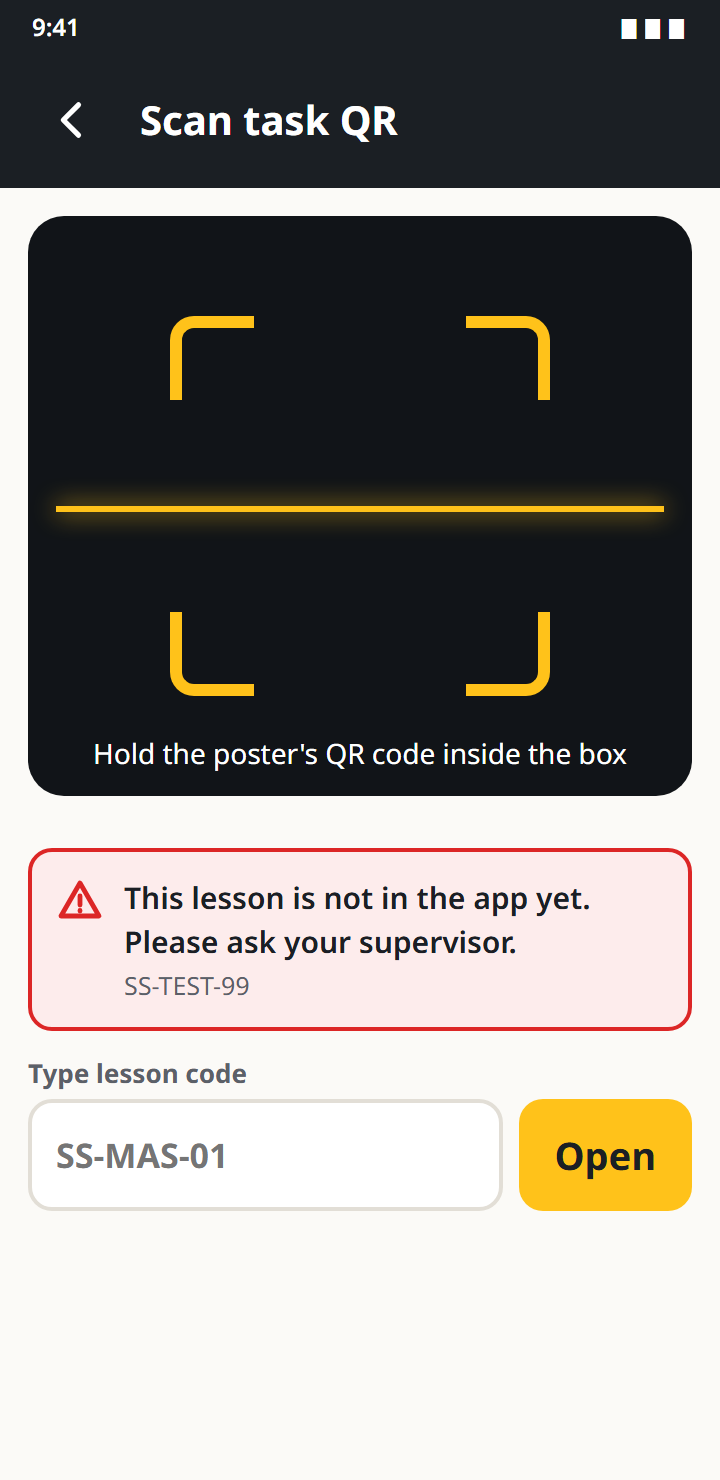 9:41
Scan task QR
Hold the poster's QR code inside the box
This lesson is not in the app yet.
Please ask your supervisor.
SS-TEST-99
Type lesson code
SS-MAS-01
Open